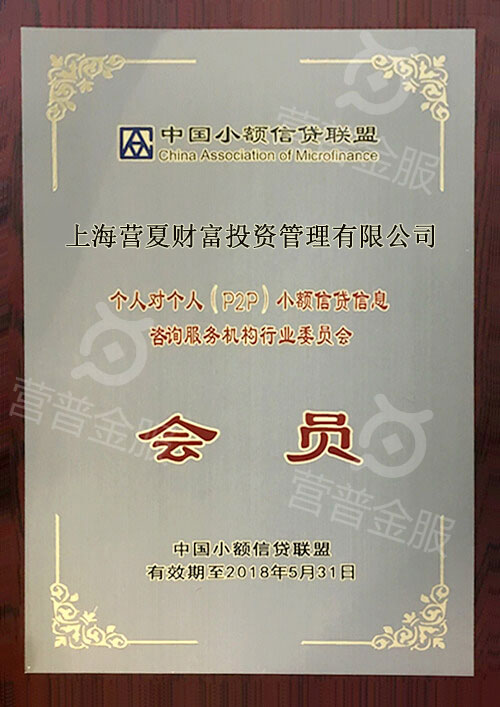 中国小额信贷联盟
China Association of Microfinance
上海营夏财富投资管理有限公司
个人对个人(P2P)小额信贷信息
咨询服务机构行业委员会
会 员
中国小额信贷联盟
有效期至2018年5月31日
营普金服
营普金服
营普金服
营普金服